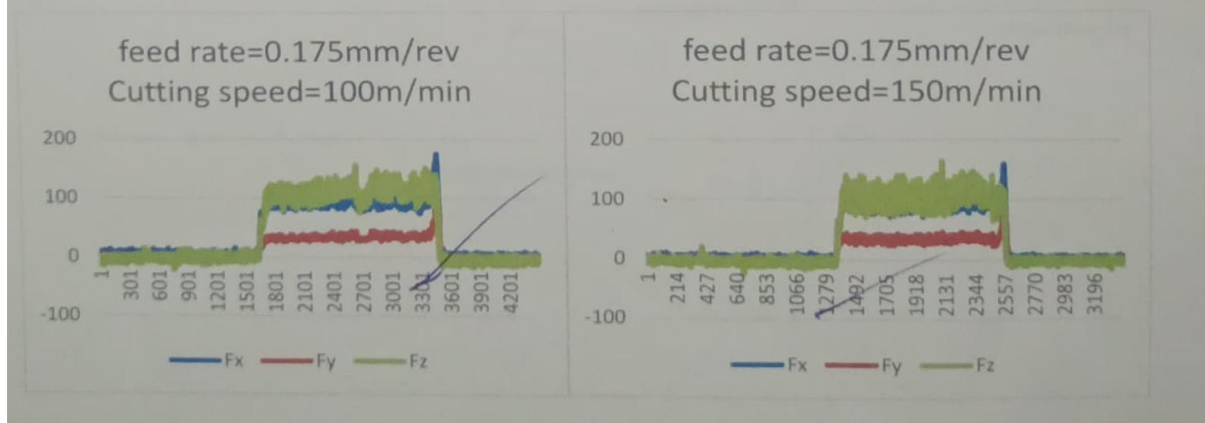 feed rate=0.175mm/rev
Cutting speed=100m/min
200
100
0
-100
1 301 601 901 1201 1501 1801 2101 2401 2701 3001 3301 3601 3901 4201
Fx Fy Fz
feed rate=0.175mm/rev
Cutting speed=150m/min
200
100
0
-100
1 214 427 640 853 1066 1279 1492 1705 1918 2131 2344 2557 2770 2983 3196
Fx Fy Fz